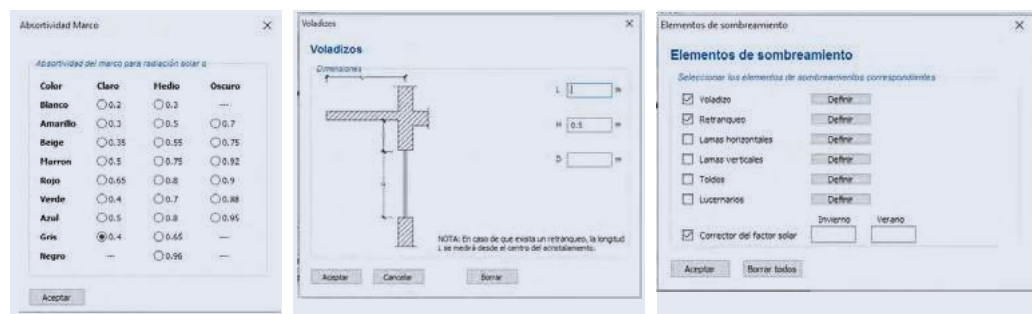 Absortividad Marco
Absortividad del marco para radiación solar α
Color Claro Medio Oscuro
Blanco 0.2 0.3 ---
Amarillo 0.3 0.5 0.7
Beige 0.35 0.55 0.75
Marron 0.5 0.75 0.92
Rojo 0.65 0.8 0.9
Verde 0.4 0.7 0.88
Azul 0.5 0.8 0.95
Gris 0.4 0.65 ---
Negro --- 0.96 ---
Aceptar
Voladizos
Voladizos
Dimensiones
L m
H 0.5 m
D m
NOTA: En caso de que exista un retranqueo, la longitud
L se medirá desde el centro del acristalamiento.
Aceptar Cancelar Borrar
Elementos de sombreamiento
Elementos de sombreamiento
Seleccionar los elementos de sombreamientos correspondientes
Voladizo Definir
Retranqueo Definir
Lamas horizontales Definir
Lamas verticales Definir
Toldos Definir
Lucernarios Definir
Invierno Verano
Corrector del factor solar
Aceptar Borrar todos